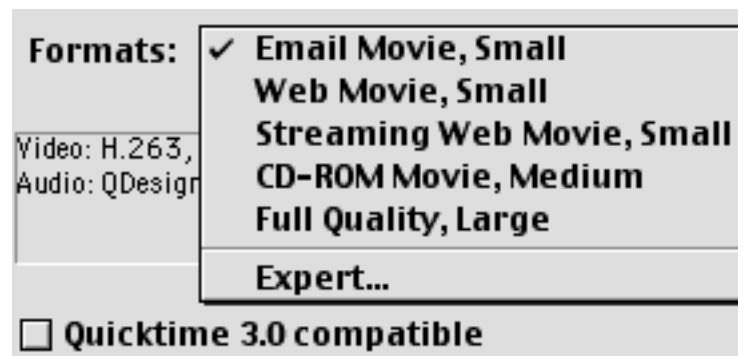 Formats: ✓ Email Movie, Small
Web Movie, Small
Streaming Web Movie, Small
Video: H.263,
CD-ROM Movie, Medium
Audio: QDesign
Full Quality, Large
Expert...
Quicktime 3.0 compatible